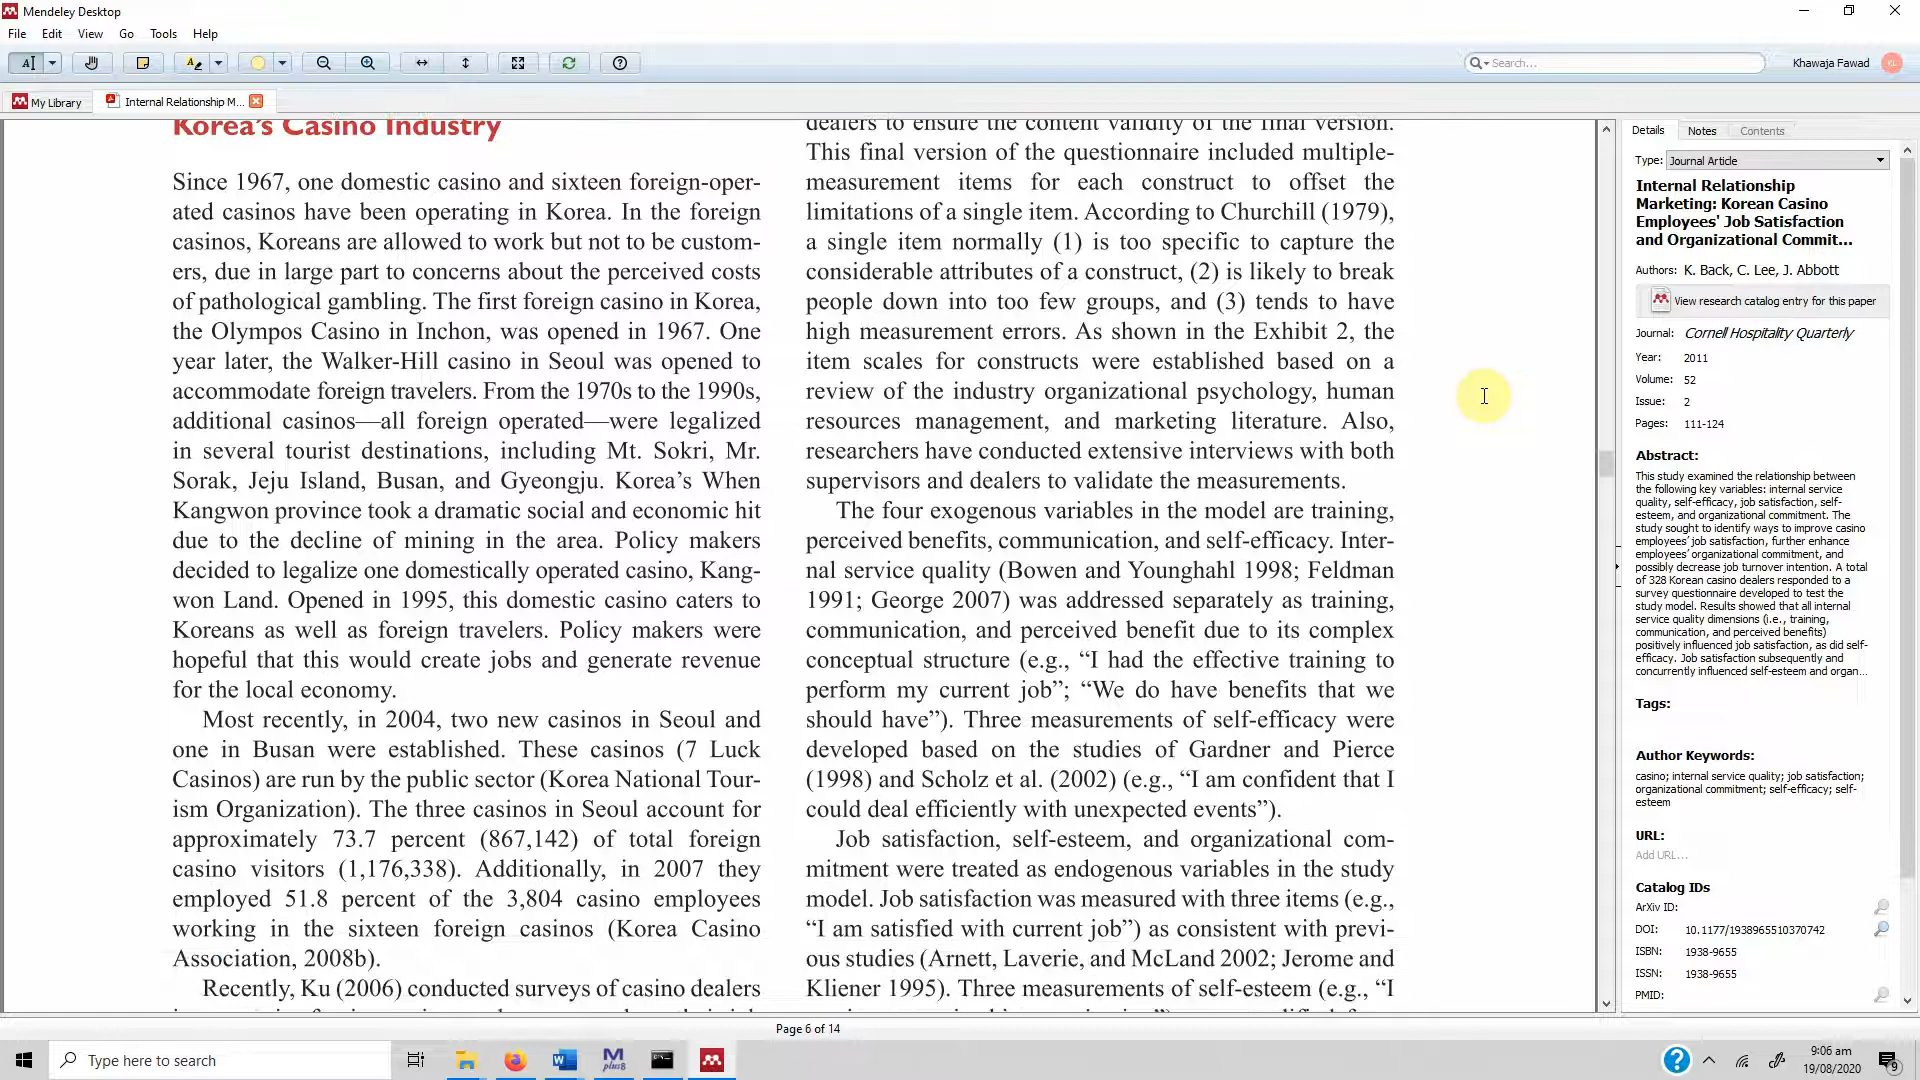 Mendeley Desktop
File Edit View Go Tools Help
Search...
Khawaja Fawad
KL
My Library
Internal Relationship M...
Korea's Casino Industry
Since 1967, one domestic casino and sixteen foreign-oper-
ated casinos have been operating in Korea. In the foreign
casinos, Koreans are allowed to work but not to be custom-
ers, due in large part to concerns about the perceived costs
of pathological gambling. The first foreign casino in Korea,
the Olympos Casino in Inchon, was opened in 1967. One
year later, the Walker-Hill casino in Seoul was opened to
accommodate foreign travelers. From the 1970s to the 1990s,
additional casinos—all foreign operated—were legalized
in several tourist destinations, including Mt. Sokri, Mr.
Sorak, Jeju Island, Busan, and Gyeongju. Korea's When
Kangwon province took a dramatic social and economic hit
due to the decline of mining in the area. Policy makers
decided to legalize one domestically operated casino, Kang-
won Land. Opened in 1995, this domestic casino caters to
Koreans as well as foreign travelers. Policy makers were
hopeful that this would create jobs and generate revenue
for the local economy.
Most recently, in 2004, two new casinos in Seoul and
one in Busan were established. These casinos (7 Luck
Casinos) are run by the public sector (Korea National Tour-
ism Organization). The three casinos in Seoul account for
approximately 73.7 percent (867,142) of total foreign
casino visitors (1,176,338). Additionally, in 2007 they
employed 51.8 percent of the 3,804 casino employees
working in the sixteen foreign casinos (Korea Casino
Association, 2008b).
Recently, Ku (2006) conducted surveys of casino dealers
dealers to ensure the content validity of the final version.
This final version of the questionnaire included multiple-
measurement items for each construct to offset the
limitations of a single item. According to Churchill (1979),
a single item normally (1) is too specific to capture the
considerable attributes of a construct, (2) is likely to break
people down into too few groups, and (3) tends to have
high measurement errors. As shown in the Exhibit 2, the
item scales for constructs were established based on a
review of the industry organizational psychology, human
resources management, and marketing literature. Also,
researchers have conducted extensive interviews with both
supervisors and dealers to validate the measurements.
The four exogenous variables in the model are training,
perceived benefits, communication, and self-efficacy. Inter-
nal service quality (Bowen and Younghahl 1998; Feldman
1991; George 2007) was addressed separately as training,
communication, and perceived benefit due to its complex
conceptual structure (e.g., “I had the effective training to
perform my current job”; “We do have benefits that we
should have”). Three measurements of self-efficacy were
developed based on the studies of Gardner and Pierce
(1998) and Scholz et al. (2002) (e.g., “I am confident that I
could deal efficiently with unexpected events”).
Job satisfaction, self-esteem, and organizational com-
mitment were treated as endogenous variables in the study
model. Job satisfaction was measured with three items (e.g.,
“I am satisfied with current job”) as consistent with previ-
ous studies (Arnett, Laverie, and McLand 2002; Jerome and
Kliener 1995). Three measurements of self-esteem (e.g., “I
Details Notes Contents
Type: Journal Article
Internal Relationship
Marketing: Korean Casino
Employees' Job Satisfaction
and Organizational Commit...
Authors: K. Back, C. Lee, J. Abbott
View research catalog entry for this paper
Journal: Cornell Hospitality Quarterly
Year: 2011
Volume: 52
Issue: 2
Pages: 111-124
Abstract:
This study examined the relationship between
the following key variables: internal service
quality, self-efficacy, job satisfaction, self-
esteem, and organizational commitment. The
study sought to identify ways to improve casino
employees' job satisfaction, further enhance
employees' organizational commitment, and
possibly decrease job turnover intention. A total
of 328 Korean casino dealers responded to a
survey questionnaire developed to test the
study model. Results showed that all internal
service quality dimensions (i.e., training,
communication, and perceived benefits)
positively influenced job satisfaction, as did self-
efficacy. Job satisfaction subsequently and
concurrently influenced self-esteem and organ...
Tags:
Author Keywords:
casino; internal service quality; job satisfaction;
organizational commitment; self-efficacy; self-
esteem
URL:
Add URL...
Catalog IDs
ArXiv ID:
DOI: 10.1177/1938965510370742
ISBN: 1938-9655
ISSN: 1938-9655
PMID:
Page 6 of 14
Type here to search
9:06 am
19/08/2020
9